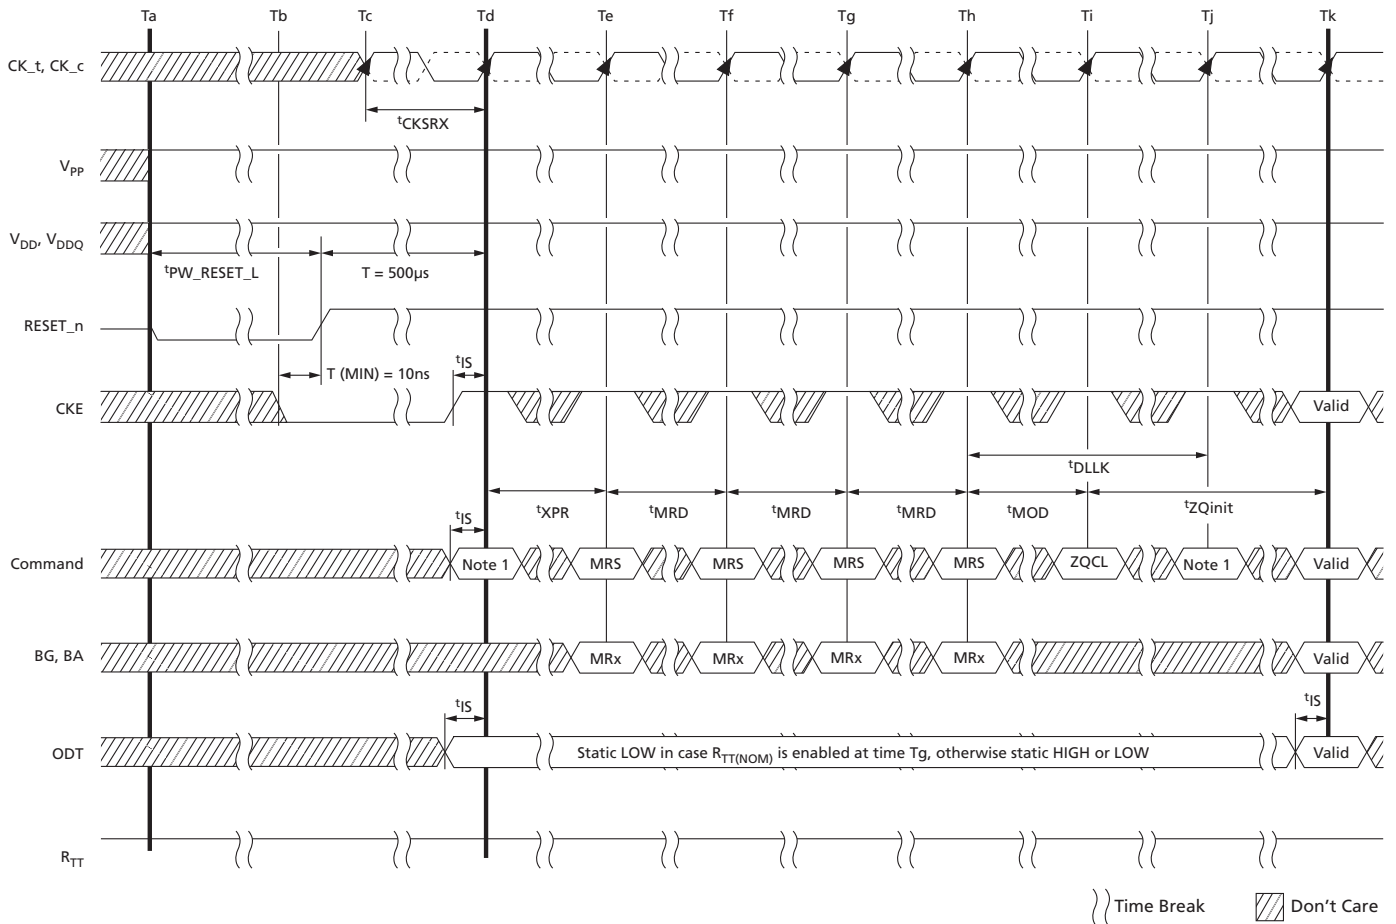 Ta Tb Tc Td Te Tf Tg Th Ti Tj Tk
CK_t, CK_c
tCKSRX
VPP
VDD, VDDQ
tPW_RESET_L T = 500μs
RESET_n
T (MIN) = 10ns tIS
CKE Valid
tDLLK
tXPR tMRD tMRD tMRD tMOD tZQinit
tIS
Command Note 1 MRS MRS MRS MRS ZQCL Note 1 Valid
BG, BA MRx MRx MRx MRx Valid
tIS tIS
ODT Static LOW in case RTT(NOM) is enabled at time Tg, otherwise static HIGH or LOW Valid
RTT
Time Break Don't Care